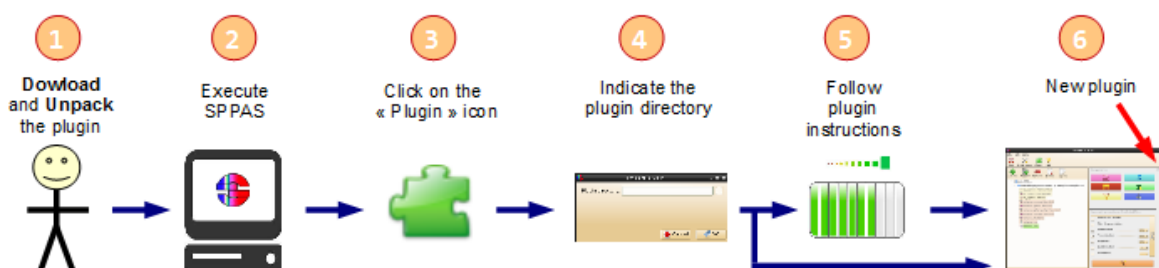 1
2
3
4
5
6
Dowload
and Unpack
the plugin
Execute
SPPAS
Click on the
« Plugin » icon
Indicate the
plugin directory
Follow
plugin
instructions
New plugin